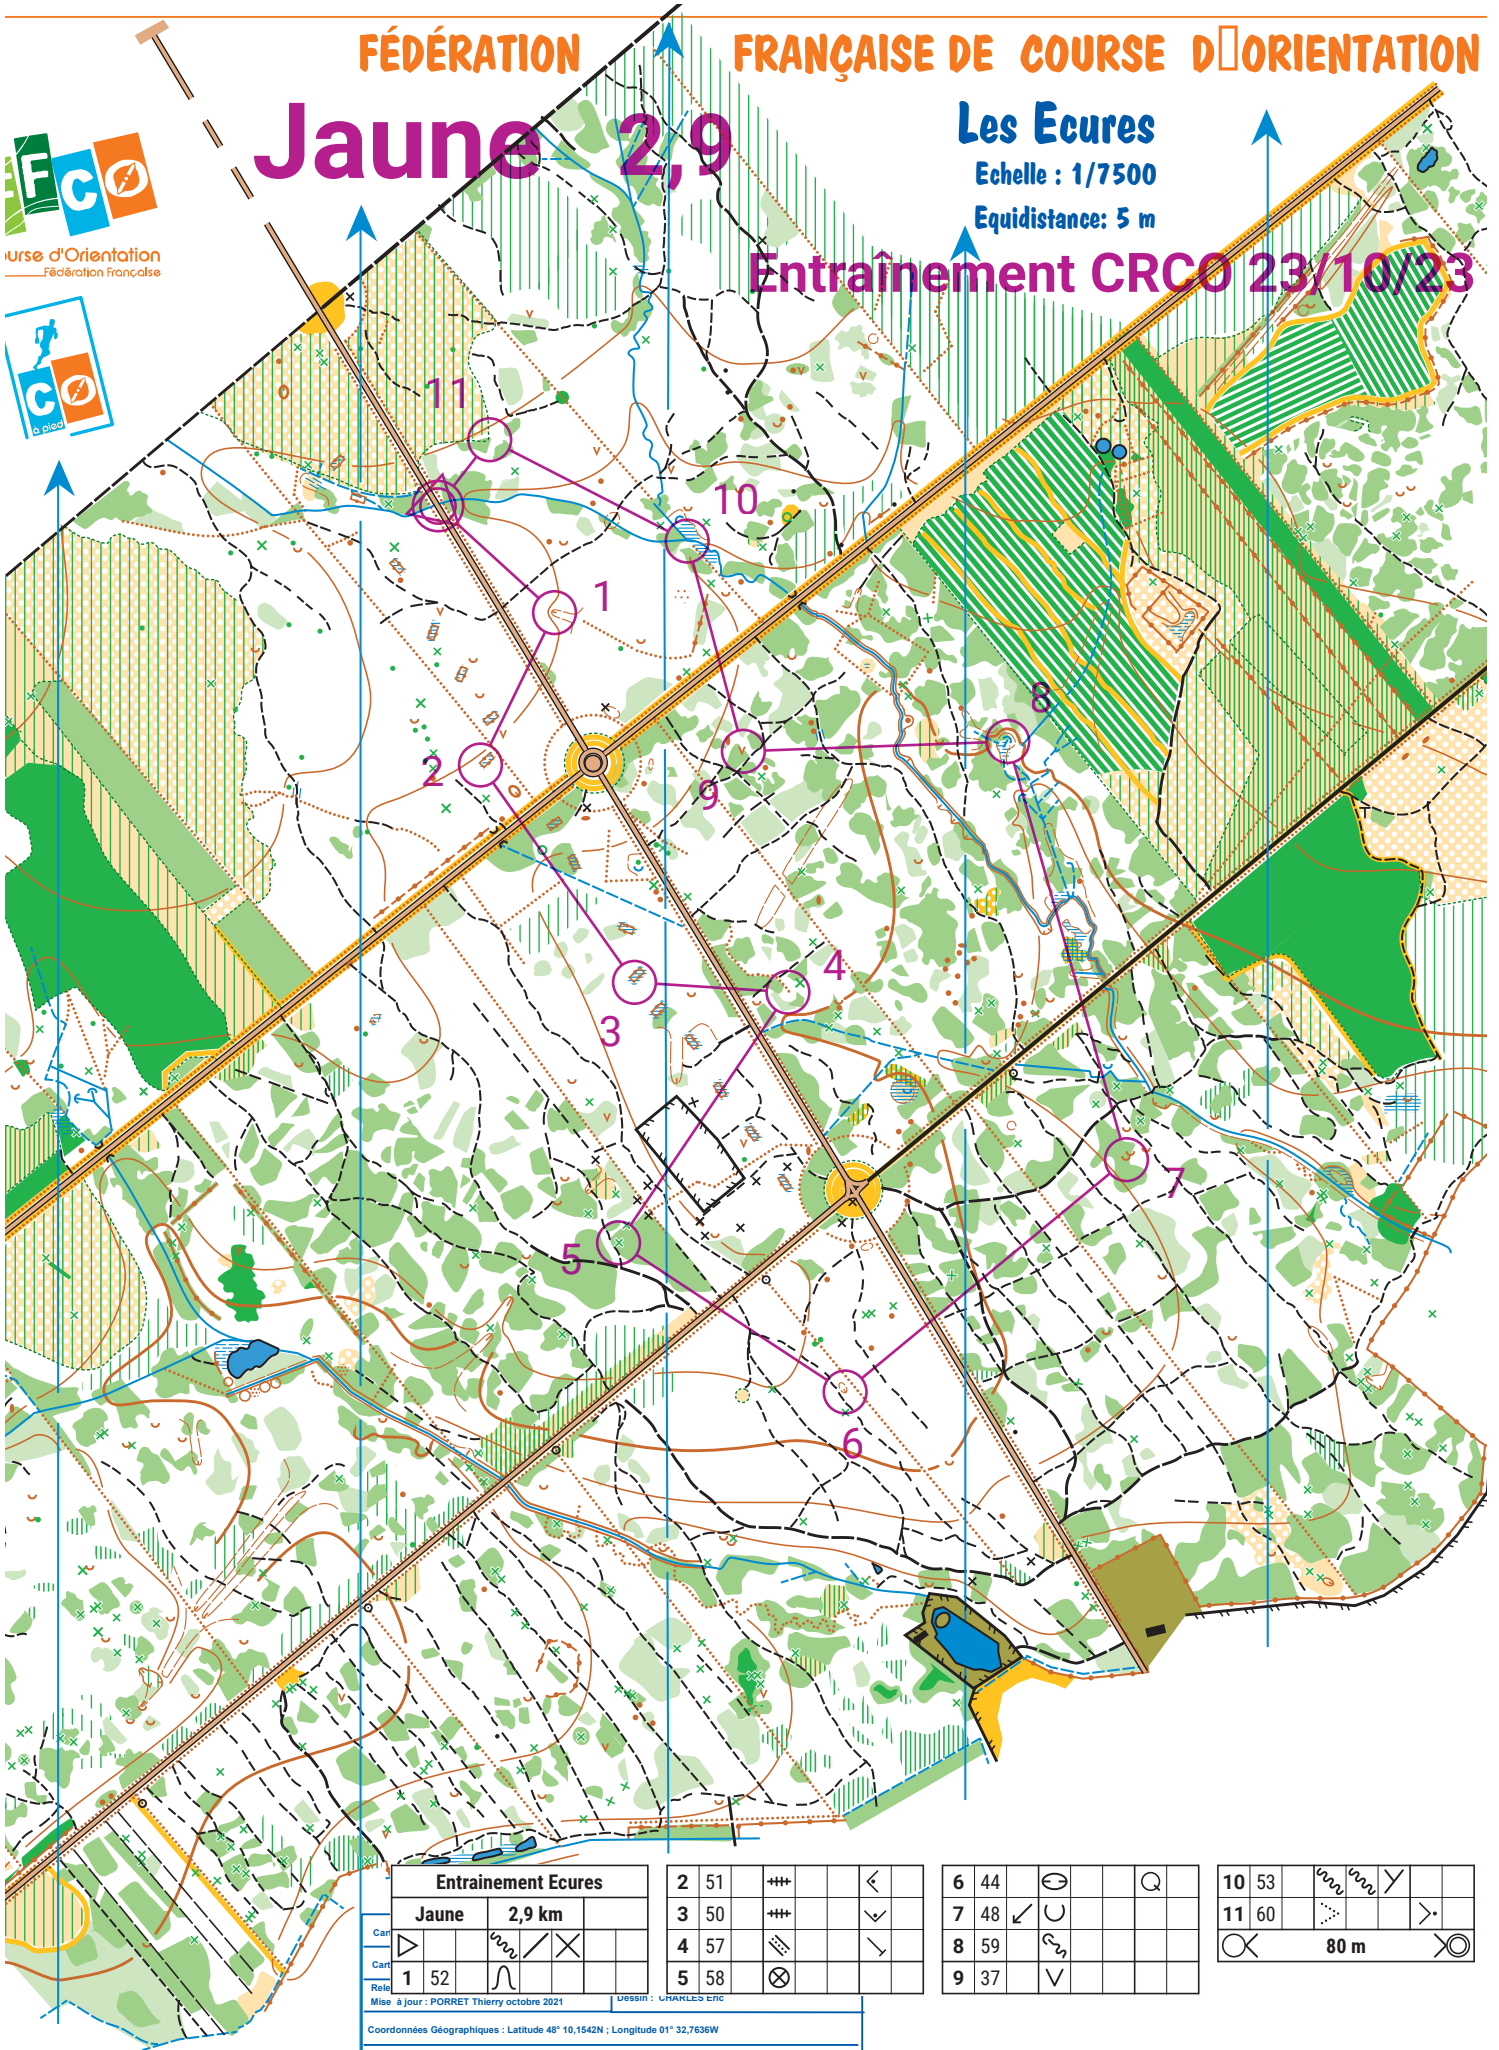 FÉDÉRATION FRANÇAISE DE COURSE D▯ORIENTATION
Jaune 2,9
Les Ecures
Echelle : 1/7500
Equidistance: 5 m
Entraînement CRCO 23/10/23
FFCO
urse d'Orientation
Fédération Française
CO
à pied
11
10
1
8
2
9
4
3
7
5
6
Entrainement Ecures
Jaune 2,9 km
1 52
2 51
3 50
4 57
5 58
6 44
7 48
8 59
9 37
10 53
11 60
80 m
Cart
Cart
Rele
Mise à jour : PORRET Thierry octobre 2021
Dessin : CHARLES Eric
Coordonnées Géographiques : Latitude 48° 10,1542N ; Longitude 01° 32,7636W